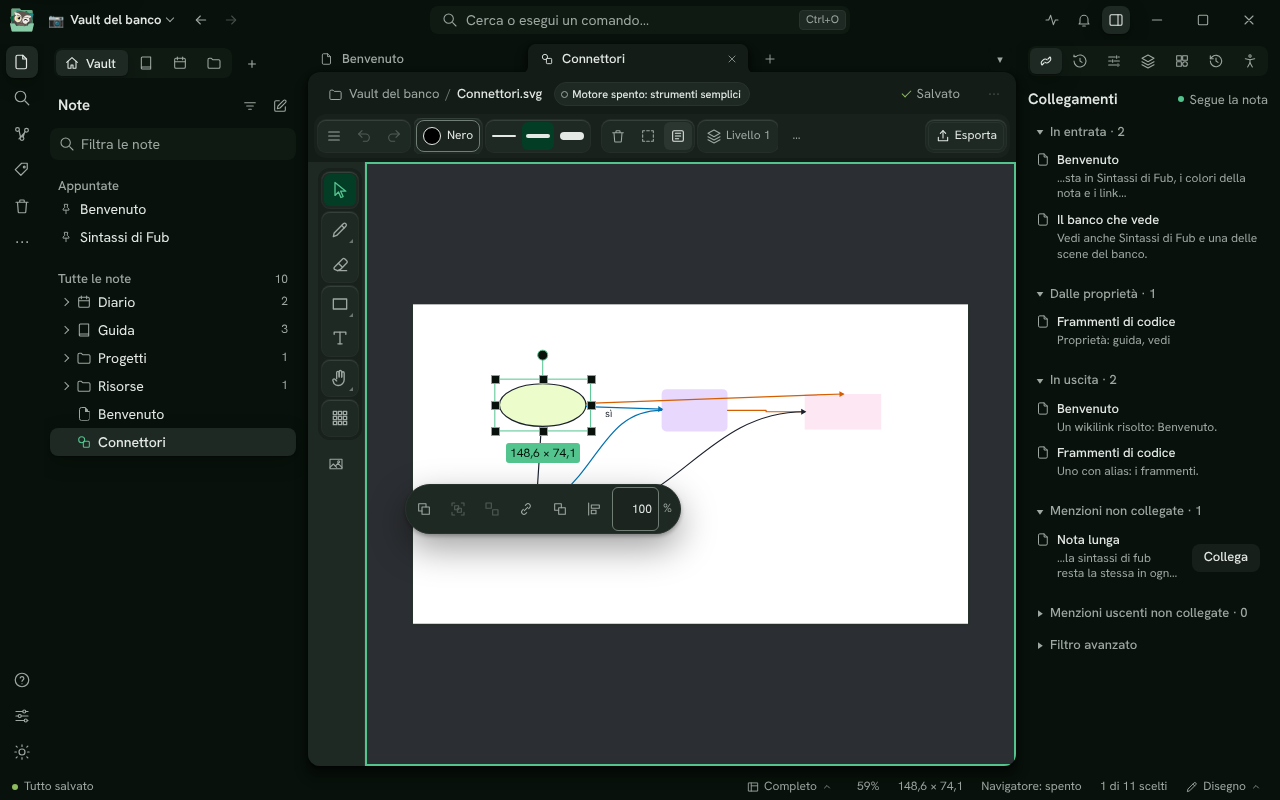 Vault del banco
Cerca o esegui un comando…
Ctrl+O
Vault
Benvenuto
Connettori
Note
Filtra le note
Appuntate
Benvenuto
Sintassi di Fub
Tutte le note 10
Diario 2
Guida 3
Progetti 1
Risorse 1
Benvenuto
Connettori
Vault del banco / Connettori.svg
Motore spento: strumenti semplici
Salvato
Nero
Livello 1
Esporta
sì
148,6 × 74,1
100 %
Collegamenti
Segue la nota
In entrata · 2
Benvenuto
…sta in Sintassi di Fub, i colori della
nota e i link…
Il banco che vede
Vedi anche Sintassi di Fub e una delle
scene del banco.
Dalle proprietà · 1
Frammenti di codice
Proprietà: guida, vedi
In uscita · 2
Benvenuto
Un wikilink risolto: Benvenuto.
Frammenti di codice
Uno con alias: i frammenti.
Menzioni non collegate · 1
Nota lunga
…la sintassi di fub
resta la stessa in ogn…
Collega
Menzioni uscenti non collegate · 0
Filtro avanzato
Tutto salvato
Completo
59%
148,6 × 74,1
Navigatore: spento
1 di 11 scelti
Disegno